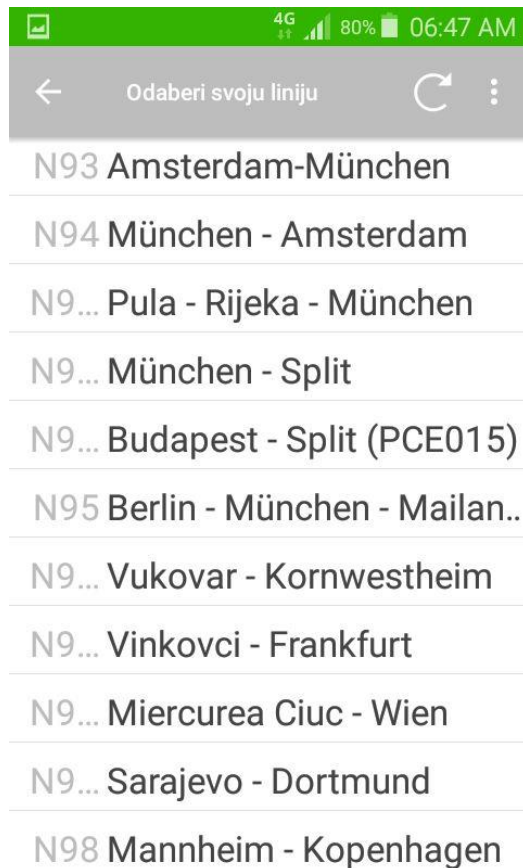 4G 80% 06:47 AM
Odaberi svoju liniju
N93 Amsterdam-München
N94 München - Amsterdam
N9... Pula - Rijeka - München
N9... München - Split
N9... Budapest - Split (PCE015)
N95 Berlin - München - Mailan..
N9... Vukovar - Kornwestheim
N9... Vinkovci - Frankfurt
N9... Miercurea Ciuc - Wien
N9... Sarajevo - Dortmund
N98 Mannheim - Kopenhagen